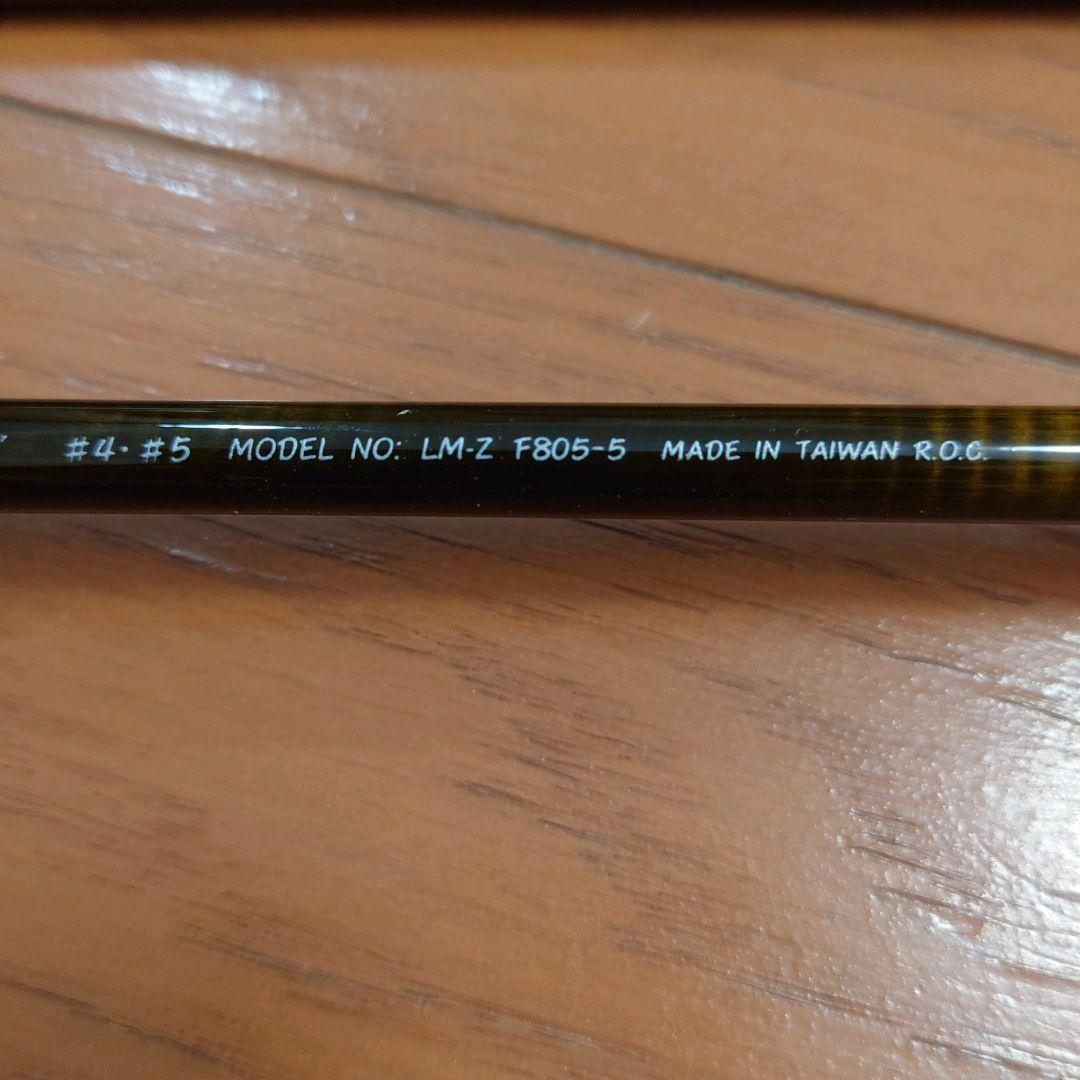 #4・#5 MODEL NO: LM-Z F805-5 MADE IN TAIWAN R.O.C.